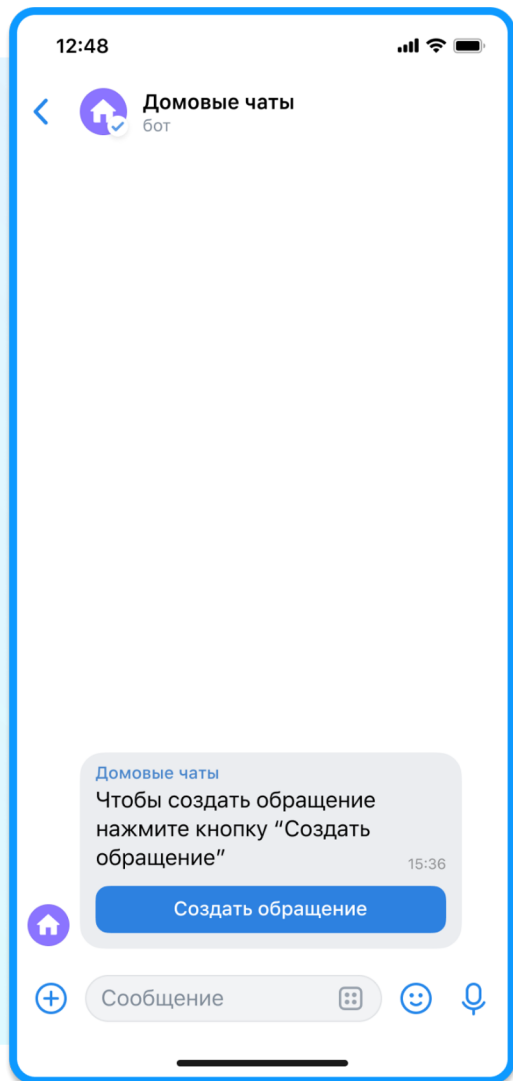 12:48
Домовые чаты
бот
Домовые чаты
Чтобы создать обращение
нажмите кнопку “Создать
обращение”
15:36
Создать обращение
Сообщение